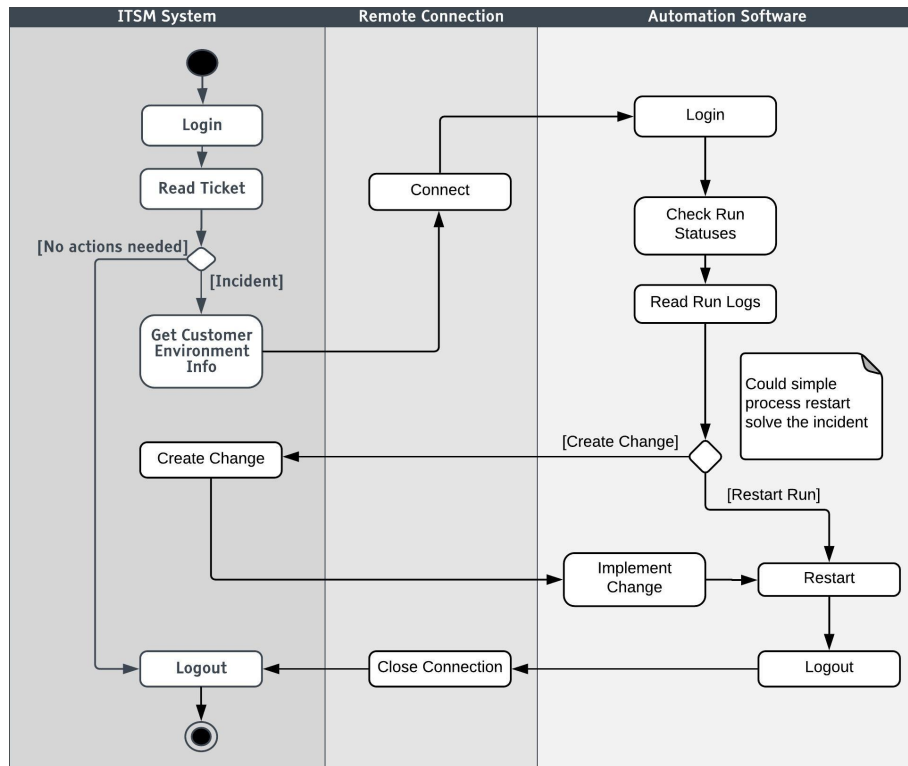 ITSM System
Remote Connection
Automation Software
Login
Read Ticket
[No actions needed]
[Incident]
Get Customer
Environment
Info
Connect
Login
Check Run
Statuses
Read Run Logs
Could simple
process restart
solve the incident
[Create Change]
[Restart Run]
Create Change
Implement
Change
Restart
Logout
Close Connection
Logout